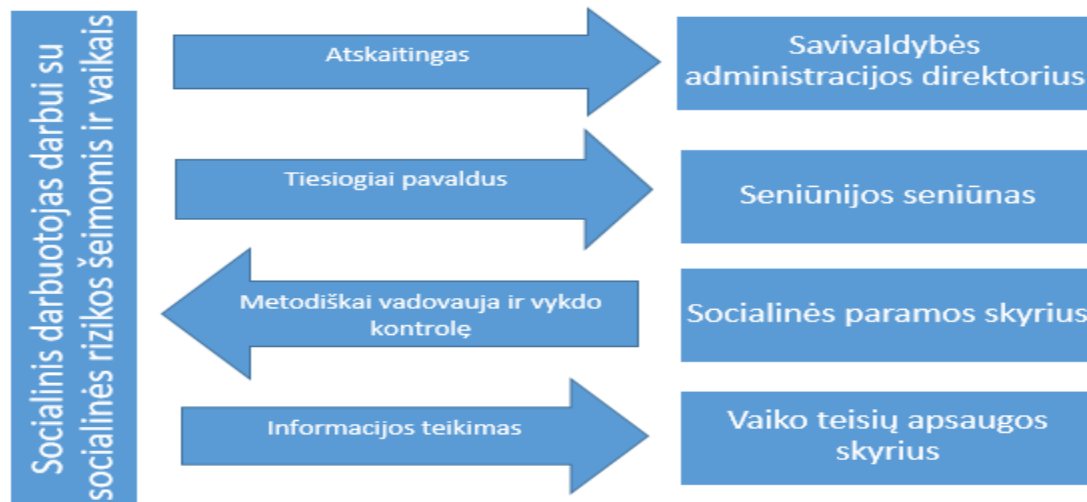 Socialinis darbuotojas darbui su
socialinės rizikos šeimomis ir vaikais
Atskaitingas
Savivaldybės
administracijos direktorius
Tiesiogiai pavaldus
Seniūnijos seniūnas
Metodiškai vadovauja ir vykdo
kontrolę
Socialinės paramos skyrius
Informacijos teikimas
Vaiko teisių apsaugos
skyrius